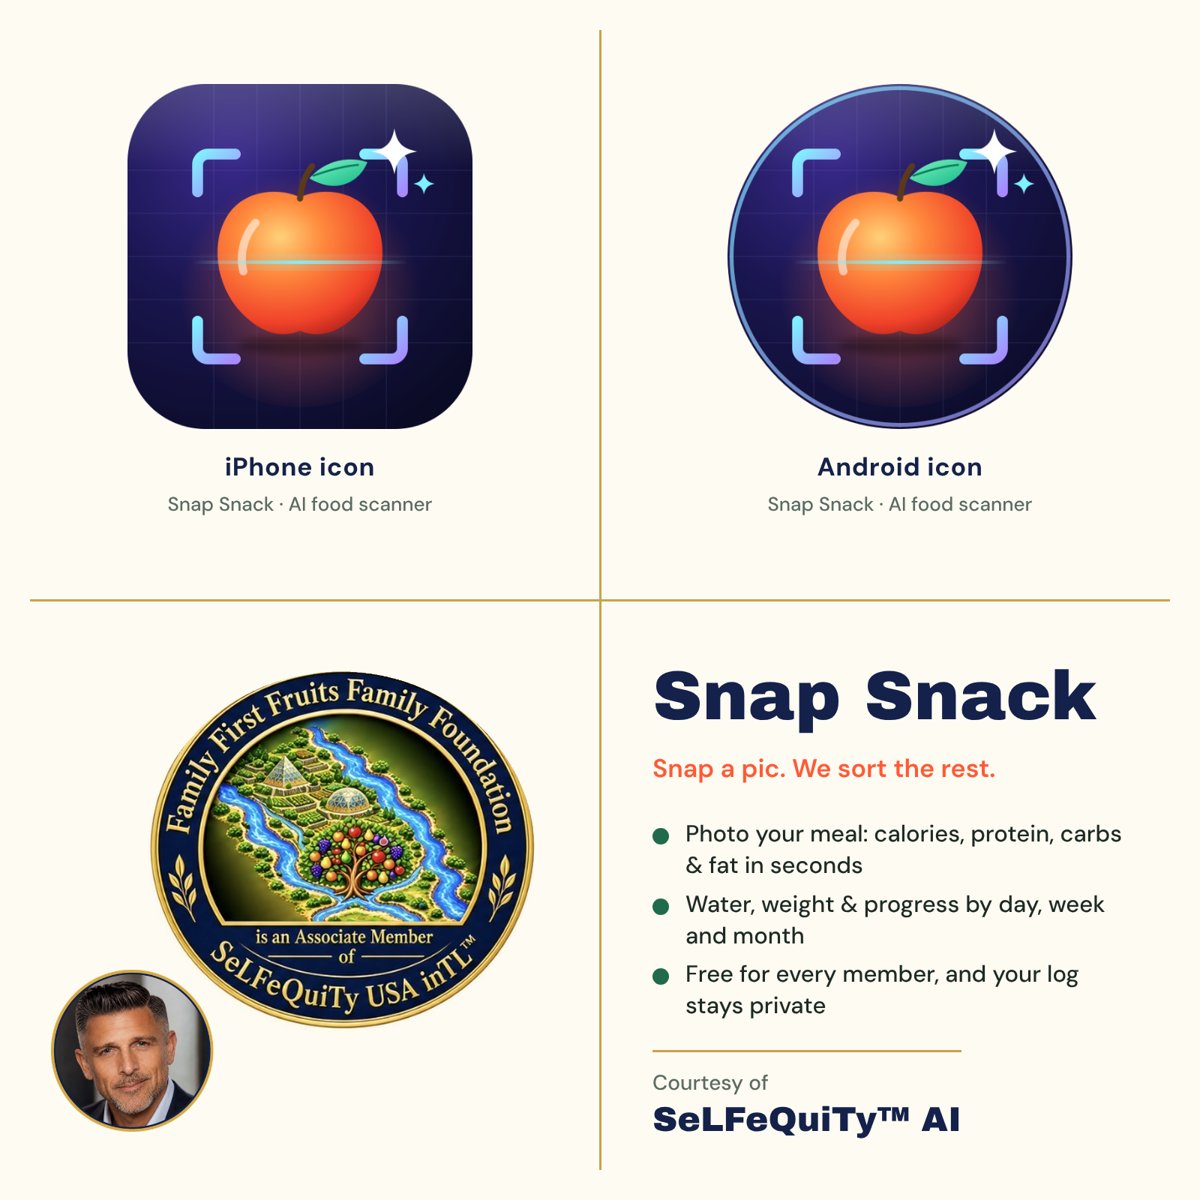 iPhone icon
Snap Snack · AI food scanner
Android icon
Snap Snack · AI food scanner
Family First Fruits Family Foundation
is an Associate Member
of
SeLFeQuiTy USA inTL™
Snap Snack
Snap a pic. We sort the rest.
Photo your meal: calories, protein, carbs
& fat in seconds
Water, weight & progress by day, week
and month
Free for every member, and your log
stays private
Courtesy of
SeLFeQuiTy™ AI